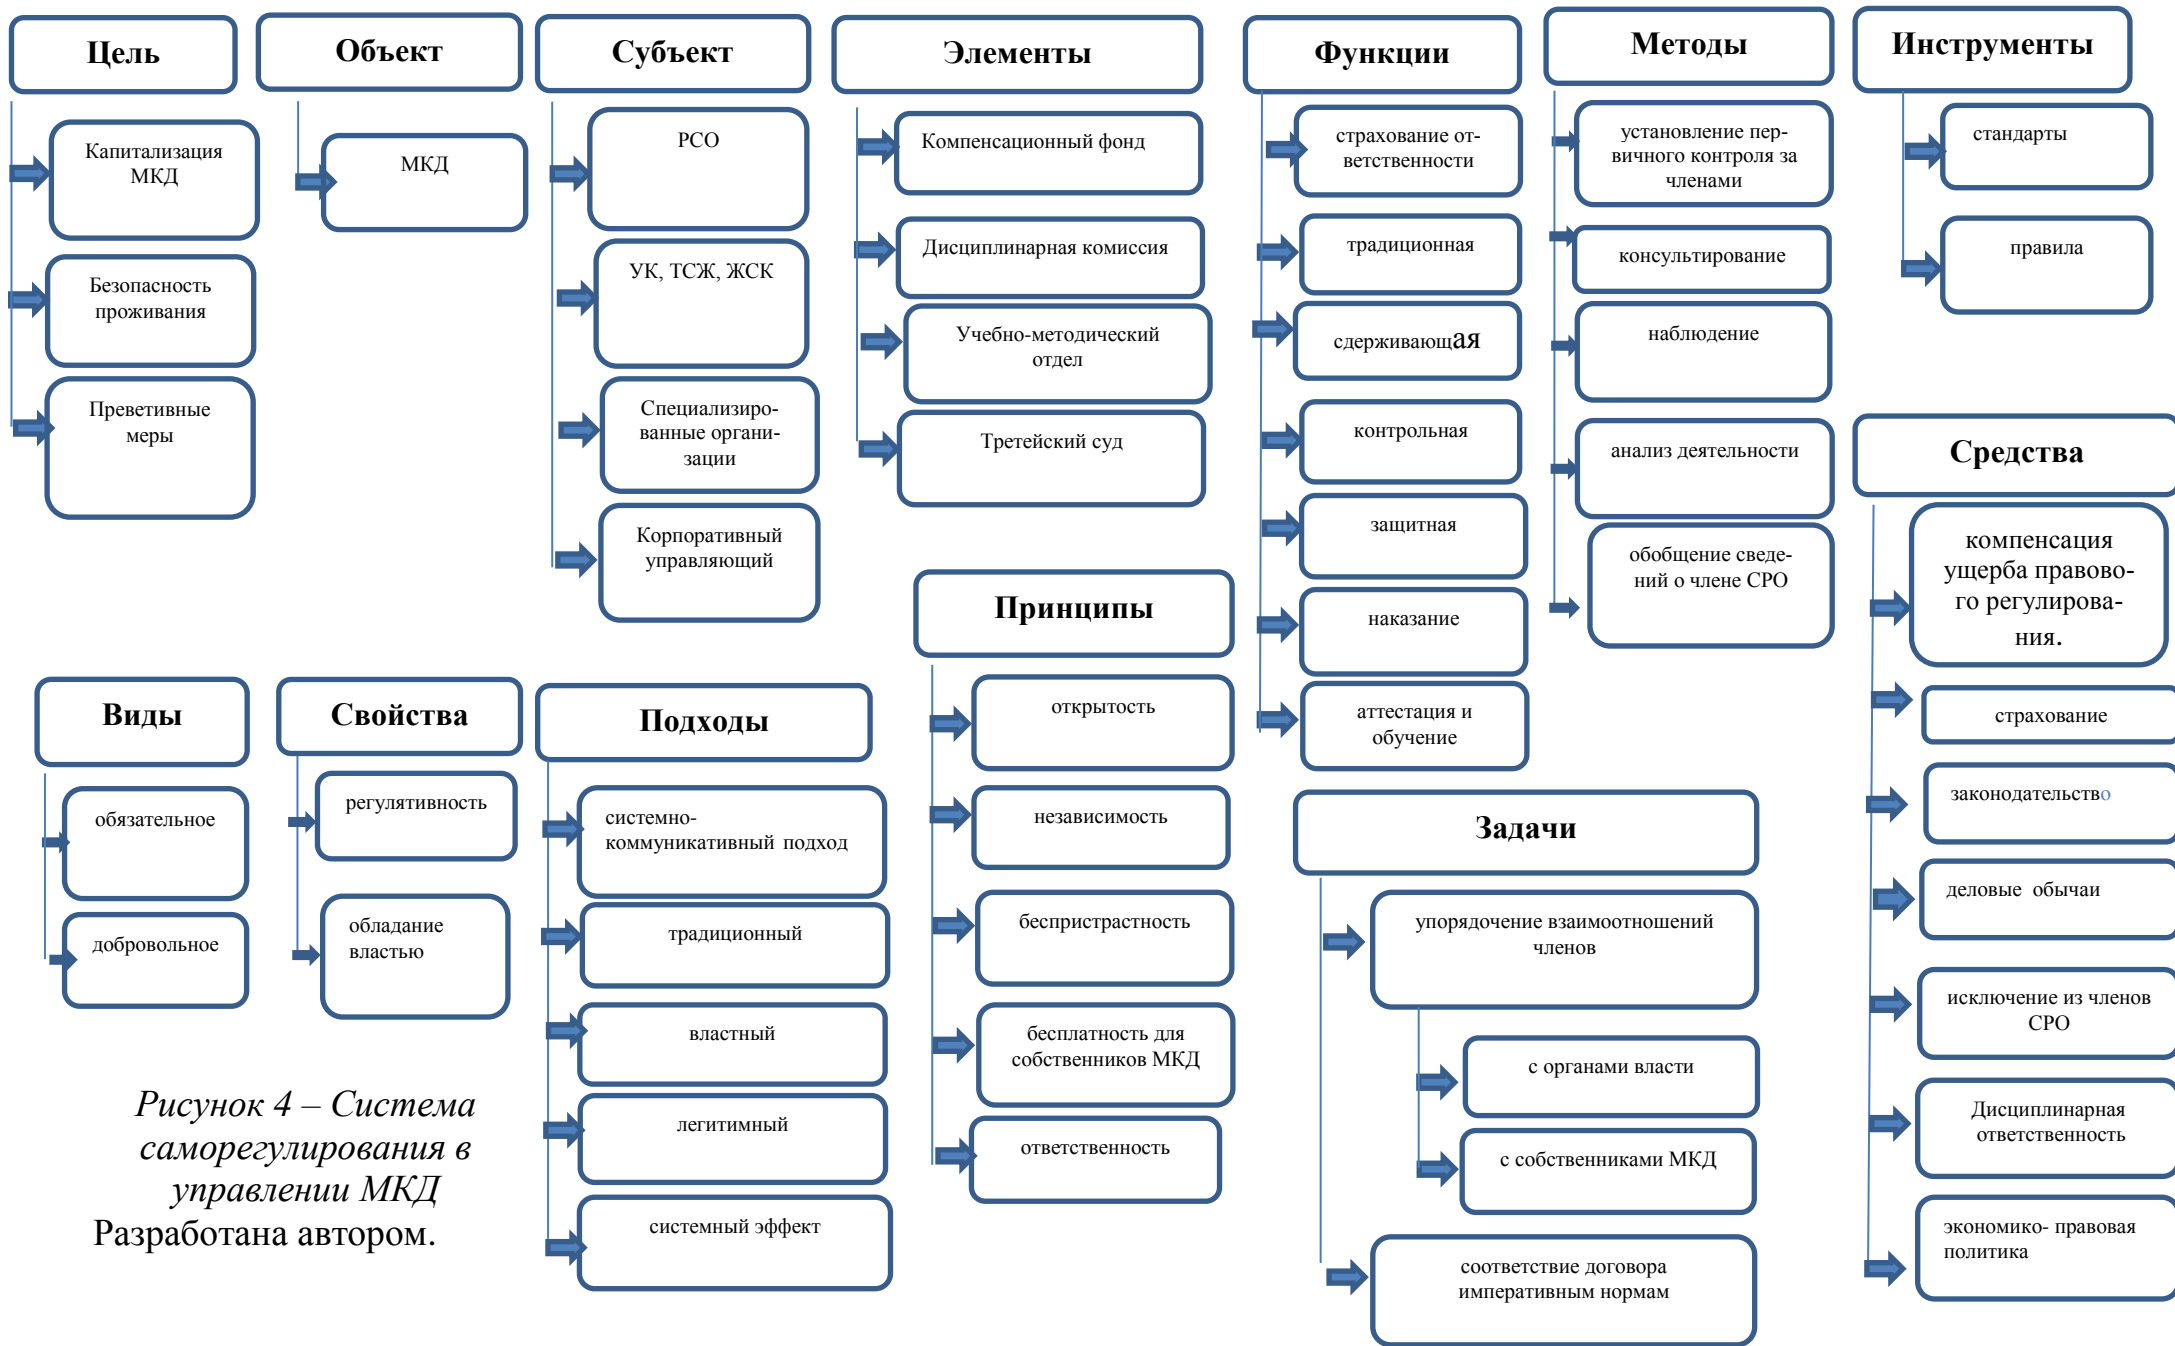 Цель
Капитализация
МКД
Безопасность
проживания
Преветивные
меры
Объект
МКД
Субъект
РСО
УК, ТСЖ, ЖСК
Специализиро-
ванные органи-
зации
Корпоративный
управляющий
Элементы
Компенсационный фонд
Дисциплинарная комиссия
Учебно-методический
отдел
Третейский суд
Функции
страхование от-
ветственности
традиционная
сдерживающая
контрольная
защитная
наказание
аттестация и
обучение
Методы
установление пер-
вичного контроля за
членами
консультирование
наблюдение
анализ деятельности
обобщение сведе-
ний о члене СРО
Инструменты
стандарты
правила
Средства
компенсация
ущерба правово-
го регулирова-
ния.
страхование
законодательство
деловые обычаи
исключение из членов
СРО
Дисциплинарная
ответственность
экономико- правовая
политика
Виды
обязательное
добровольное
Свойства
регулятивность
обладание
властью
Подходы
системно-
коммуникативный подход
традиционный
властный
легитимный
системный эффект
Принципы
открытость
независимость
беспристрастность
бесплатность для
собственников МКД
ответственность
Задачи
упорядочение взаимоотношений
членов
с органами власти
с собственниками МКД
соответствие договора
императивным нормам
Рисунок 4 – Система
саморегулирования в
управлении МКД
Разработана автором.